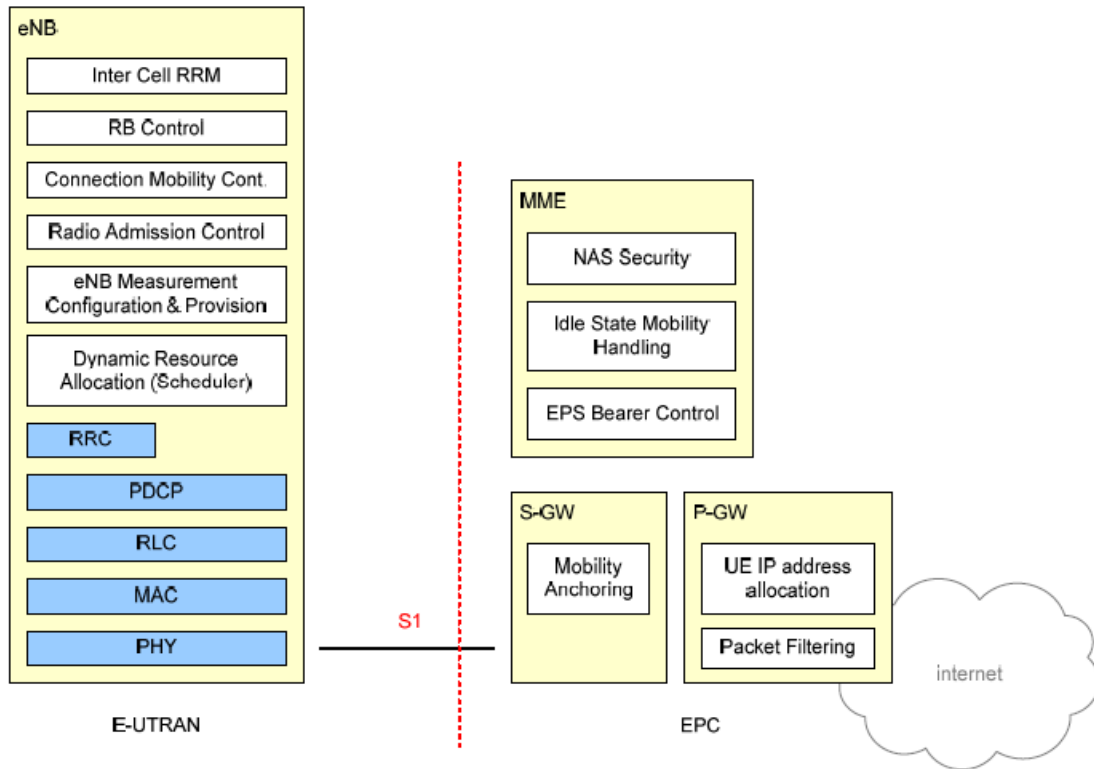 eNB
Inter Cell RRM
RB Control
Connection Mobility Cont.
Radio Admission Control
eNB Measurement
Configuration & Provision
Dynamic Resource
Allocation (Scheduler)
RRC
PDCP
RLC
MAC
PHY
S1
MME
NAS Security
Idle State Mobility
Handling
EPS Bearer Control
S-GW
Mobility
Anchoring
P-GW
UE IP address
allocation
Packet Filtering
internet
E-UTRAN
EPC